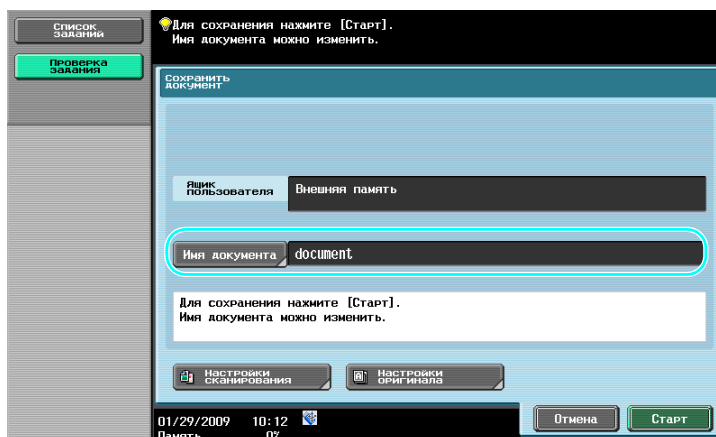 Список
заданий
Проверка
задания
Для сохранения нажмите [Старт].
Имя документа можно изменить.
Сохранить
документ
Ящик
пользователя
Внешняя память
Имя документа
document
Для сохранения нажмите [Старт].
Имя документа можно изменить.
Настройки
сканирования
Настройки
оригинала
01/29/2009 10:12
Память 0%
Отмена
Старт